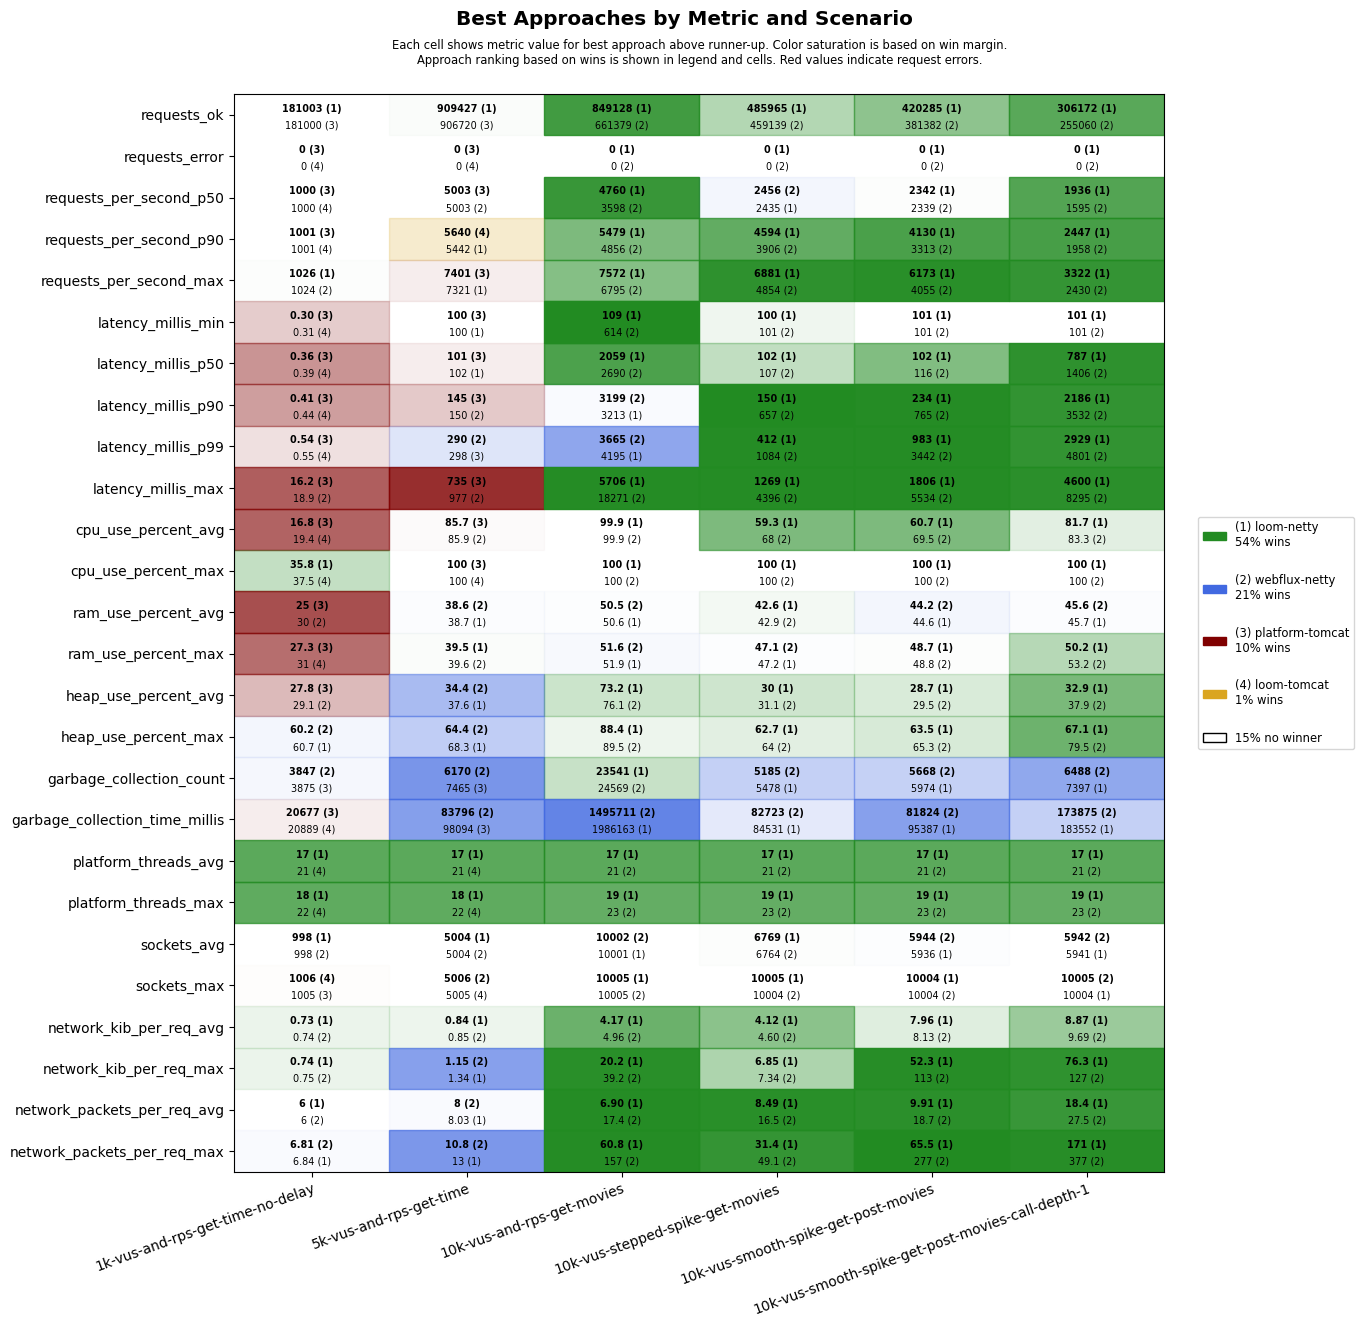 Best Approaches by Metric and Scenario
Each cell shows metric value for best approach above runner-up. Color saturation is based on win margin.
Approach ranking based on wins is shown in legend and cells. Red values indicate request errors.
requests_ok
181003 (1) 909427 (1) 849128 (1) 485965 (1) 420285 (1) 306172 (1)
181000 (3) 906720 (3) 661379 (2) 459139 (2) 381382 (2) 255060 (2)
requests_error
0 (3) 0 (3) 0 (1) 0 (1) 0 (1) 0 (1)
0 (4) 0 (4) 0 (2) 0 (2) 0 (2) 0 (2)
requests_per_second_p50
1000 (3) 5003 (3) 4760 (1) 2456 (2) 2342 (1) 1936 (1)
1000 (4) 5003 (2) 3598 (2) 2435 (1) 2339 (2) 1595 (2)
requests_per_second_p90
1001 (3) 5640 (4) 5479 (1) 4594 (1) 4130 (1) 2447 (1)
1001 (4) 5442 (1) 4856 (2) 3906 (2) 3313 (2) 1958 (2)
requests_per_second_max
1026 (1) 7401 (3) 7572 (1) 6881 (1) 6173 (1) 3322 (1)
1024 (2) 7321 (1) 6795 (2) 4854 (2) 4055 (2) 2430 (2)
latency_millis_min
0.30 (3) 100 (3) 109 (1) 100 (1) 101 (1) 101 (1)
0.31 (4) 100 (1) 614 (2) 101 (2) 101 (2) 101 (2)
latency_millis_p50
0.36 (3) 101 (3) 2059 (1) 102 (1) 102 (1) 787 (1)
0.39 (4) 102 (1) 2690 (2) 107 (2) 116 (2) 1406 (2)
latency_millis_p90
0.41 (3) 145 (3) 3199 (2) 150 (1) 234 (1) 2186 (1)
0.44 (4) 150 (2) 3213 (1) 657 (2) 765 (2) 3532 (2)
latency_millis_p99
0.54 (3) 290 (2) 3665 (2) 412 (1) 983 (1) 2929 (1)
0.55 (4) 298 (3) 4195 (1) 1084 (2) 3442 (2) 4801 (2)
latency_millis_max
16.2 (3) 735 (3) 5706 (1) 1269 (1) 1806 (1) 4600 (1)
18.9 (2) 977 (2) 18271 (2) 4396 (2) 5534 (2) 8295 (2)
cpu_use_percent_avg
16.8 (3) 85.7 (3) 99.9 (1) 59.3 (1) 60.7 (1) 81.7 (1)
19.4 (4) 85.9 (2) 99.9 (2) 68 (2) 69.5 (2) 83.3 (2)
cpu_use_percent_max
35.8 (1) 100 (3) 100 (1) 100 (1) 100 (1) 100 (1)
37.5 (4) 100 (4) 100 (2) 100 (2) 100 (2) 100 (2)
ram_use_percent_avg
25 (3) 38.6 (2) 50.5 (2) 42.6 (1) 44.2 (2) 45.6 (2)
30 (2) 38.7 (1) 50.6 (1) 42.9 (2) 44.6 (1) 45.7 (1)
ram_use_percent_max
27.3 (3) 39.5 (1) 51.6 (2) 47.1 (2) 48.7 (1) 50.2 (1)
31 (4) 39.6 (2) 51.9 (1) 47.2 (1) 48.8 (2) 53.2 (2)
heap_use_percent_avg
27.8 (3) 34.4 (2) 73.2 (1) 30 (1) 28.7 (1) 32.9 (1)
29.1 (2) 37.6 (1) 76.1 (2) 31.1 (2) 29.5 (2) 37.9 (2)
heap_use_percent_max
60.2 (2) 64.4 (2) 88.4 (1) 62.7 (1) 63.5 (1) 67.1 (1)
60.7 (1) 68.3 (1) 89.5 (2) 64 (2) 65.3 (2) 79.5 (2)
garbage_collection_count
3847 (2) 6170 (2) 23541 (1) 5185 (2) 5668 (2) 6488 (2)
3875 (3) 7465 (3) 24569 (2) 5478 (1) 5974 (1) 7397 (1)
garbage_collection_time_millis
20677 (3) 83796 (2) 1495711 (2) 82723 (2) 81824 (2) 173875 (2)
20889 (4) 98094 (3) 1986163 (1) 84531 (1) 95387 (1) 183552 (1)
platform_threads_avg
17 (1) 17 (1) 17 (1) 17 (1) 17 (1) 17 (1)
21 (4) 21 (4) 21 (2) 21 (2) 21 (2) 21 (2)
platform_threads_max
18 (1) 18 (1) 19 (1) 19 (1) 19 (1) 19 (1)
22 (4) 22 (4) 23 (2) 23 (2) 23 (2) 23 (2)
sockets_avg
998 (1) 5004 (1) 10002 (2) 6769 (1) 5944 (2) 5942 (2)
998 (2) 5004 (2) 10001 (1) 6764 (2) 5936 (1) 5941 (1)
sockets_max
1006 (4) 5006 (2) 10005 (1) 10005 (1) 10004 (1) 10005 (2)
1005 (3) 5005 (4) 10005 (2) 10004 (2) 10004 (2) 10004 (1)
network_kib_per_req_avg
0.73 (1) 0.84 (1) 4.17 (1) 4.12 (1) 7.96 (1) 8.87 (1)
0.74 (2) 0.85 (2) 4.96 (2) 4.60 (2) 8.13 (2) 9.69 (2)
network_kib_per_req_max
0.74 (1) 1.15 (2) 20.2 (1) 6.85 (1) 52.3 (1) 76.3 (1)
0.75 (2) 1.34 (1) 39.2 (2) 7.34 (2) 113 (2) 127 (2)
network_packets_per_req_avg
6 (1) 8 (2) 6.90 (1) 8.49 (1) 9.91 (1) 18.4 (1)
6 (2) 8.03 (1) 17.4 (2) 16.5 (2) 18.7 (2) 27.5 (2)
network_packets_per_req_max
6.81 (2) 10.8 (2) 60.8 (1) 31.4 (1) 65.5 (1) 171 (1)
6.84 (1) 13 (1) 157 (2) 49.1 (2) 277 (2) 377 (2)
1k-vus-and-rps-get-time-no-delay
5k-vus-and-rps-get-time
10k-vus-and-rps-get-movies
10k-vus-stepped-spike-get-movies
10k-vus-smooth-spike-get-post-movies
10k-vus-smooth-spike-get-post-movies-call-depth-1
(1) loom-netty
54% wins
(2) webflux-netty
21% wins
(3) platform-tomcat
10% wins
(4) loom-tomcat
1% wins
15% no winner